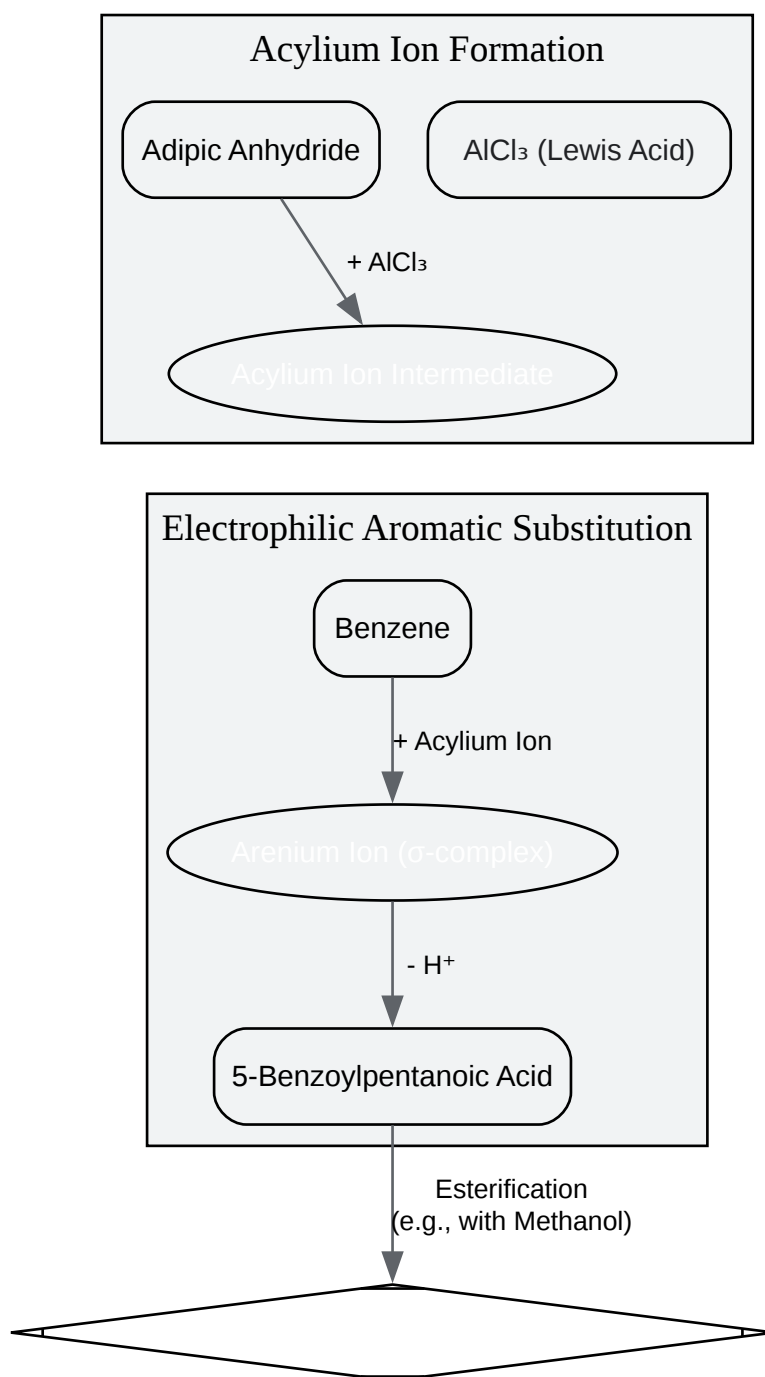 Acylium Ion Formation
Adipic Anhydride
AlCl₃ (Lewis Acid)
+ AlCl₃
Acylium Ion Intermediate
Electrophilic Aromatic Substitution
Benzene
+ Acylium Ion
Arenium Ion (σ-complex)
- H⁺
5-Benzoylpentanoic Acid
Esterification
(e.g., with Methanol)